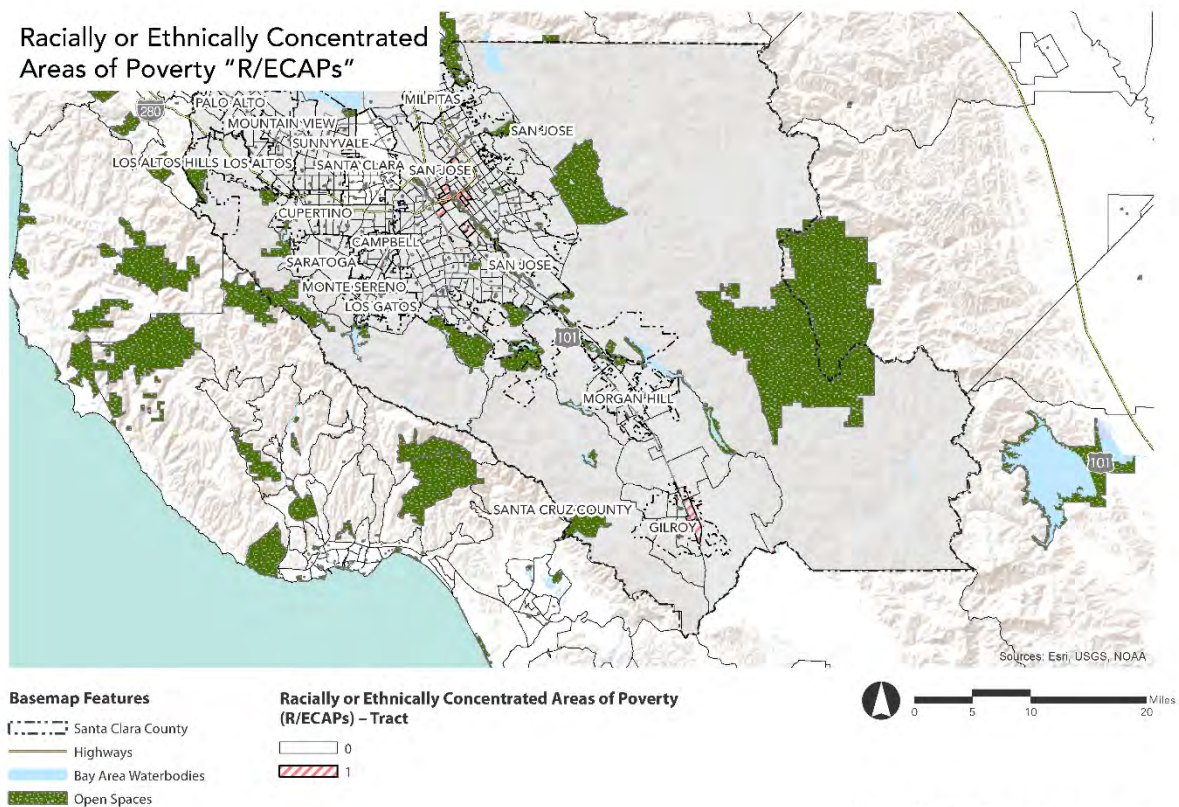 Racially or Ethnically Concentrated
Areas of Poverty “R/ECAPs”
PALO ALTO
MILPITAS
280
MOUNTAIN VIEW
SAN JOSE
SUNNYVALE
LOS ALTOS HILLS
LOS ALTOS
SANTA CLARA
SAN JOSE
CUPERTINO
CAMPBELL
SARATOGA
SAN JOSE
MONTE SERENO
LOS GATOS
101
MORGAN HILL
101
SANTA CRUZ COUNTY
GILROY
Sources: Esri, USGS, NOAA
Basemap Features
Santa Clara County
Highways
Bay Area Waterbodies
Open Spaces
Racially or Ethnically Concentrated Areas of Poverty
(R/ECAPs) – Tract
0
1
Miles
0 5 10 20